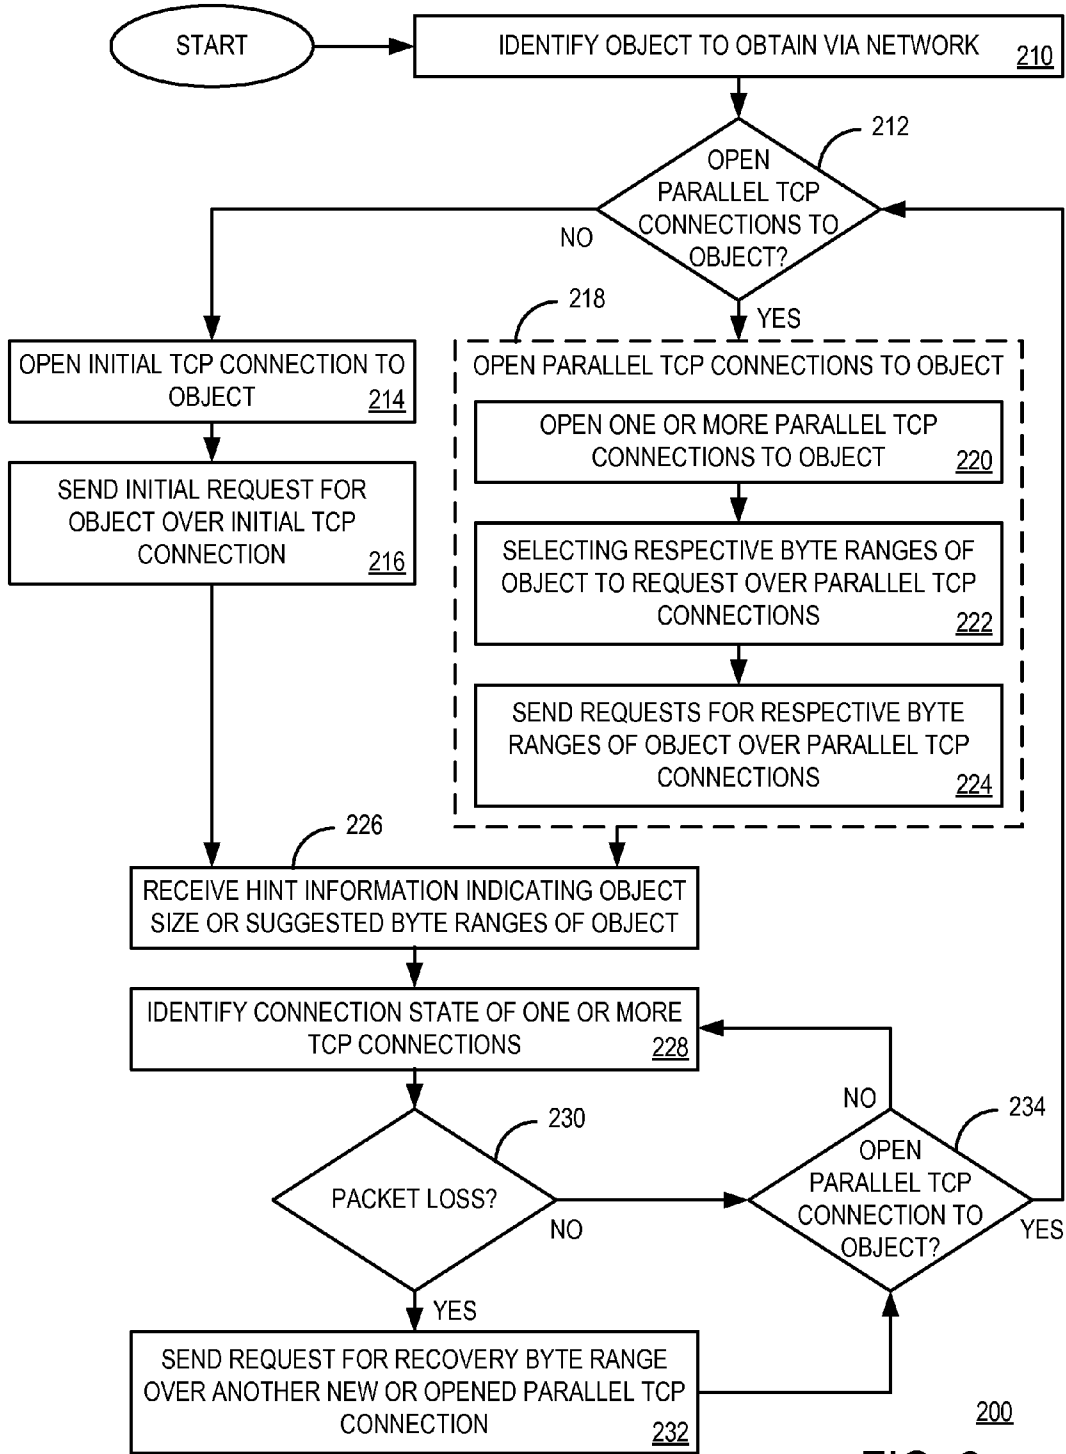 START
IDENTIFY OBJECT TO OBTAIN VIA NETWORK
210
212
OPEN
PARALLEL TCP
CONNECTIONS TO
OBJECT?
NO
YES
218
OPEN INITIAL TCP CONNECTION TO
OBJECT
214
SEND INITIAL REQUEST FOR
OBJECT OVER INITIAL TCP
CONNECTION
216
OPEN PARALLEL TCP CONNECTIONS TO OBJECT
OPEN ONE OR MORE PARALLEL TCP
CONNECTIONS TO OBJECT
220
SELECTING RESPECTIVE BYTE RANGES OF
OBJECT TO REQUEST OVER PARALLEL TCP
CONNECTIONS
222
SEND REQUESTS FOR RESPECTIVE BYTE
RANGES OF OBJECT OVER PARALLEL TCP
CONNECTIONS
224
226
RECEIVE HINT INFORMATION INDICATING OBJECT
SIZE OR SUGGESTED BYTE RANGES OF OBJECT
IDENTIFY CONNECTION STATE OF ONE OR MORE
TCP CONNECTIONS
228
230
PACKET LOSS?
NO
YES
NO
234
OPEN
PARALLEL TCP
CONNECTION TO
OBJECT?
YES
SEND REQUEST FOR RECOVERY BYTE RANGE
OVER ANOTHER NEW OR OPENED PARALLEL TCP
CONNECTION
232
200